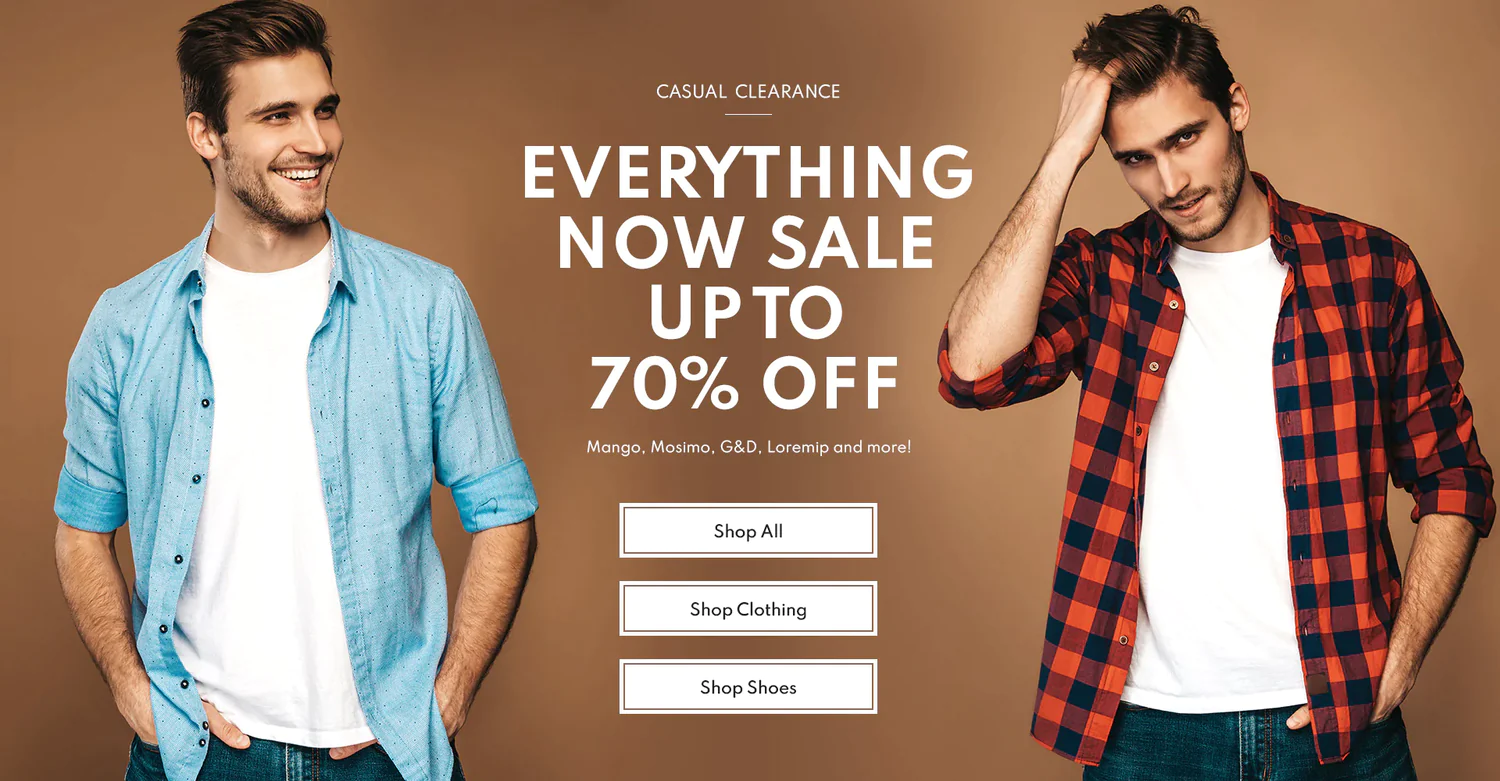 CASUAL CLEARANCE
EVERYTHING
NOW SALE
UP TO
70% OFF
Mango, Mosimo, G&D, Loremip and more!
Shop All
Shop Clothing
Shop Shoes